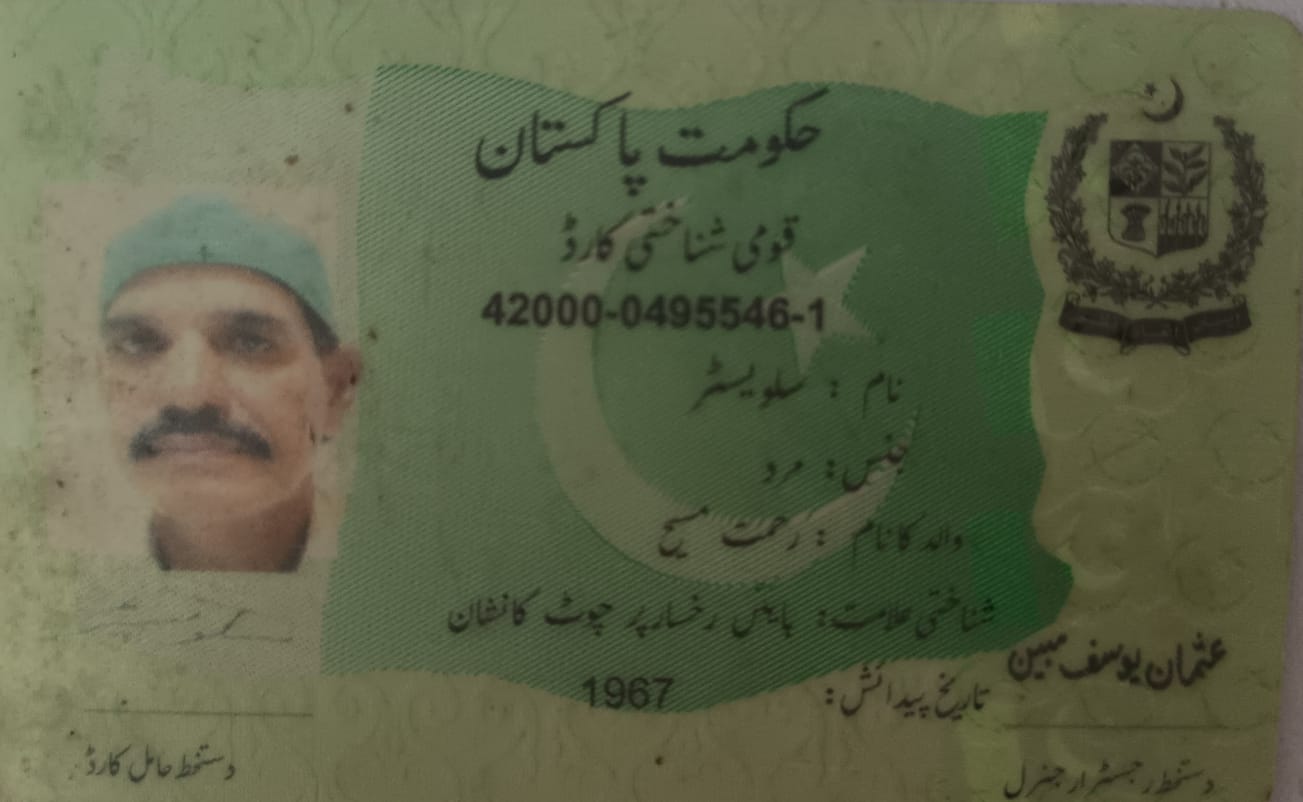 حکومت پاکستان
قومی شناختی کارڈ
42000-0495546-1
نام : سلویسٹر
جنس: مرد
والد کا نام : رحمت مسیح
شناختی علامت: بائیں رخسار پر چوٹ کا نشان
تاریخ پیدائش: 1967
عثمان یوسف مبین
دستخط حامل کارڈ
دستخط رجسٹرار جنرل